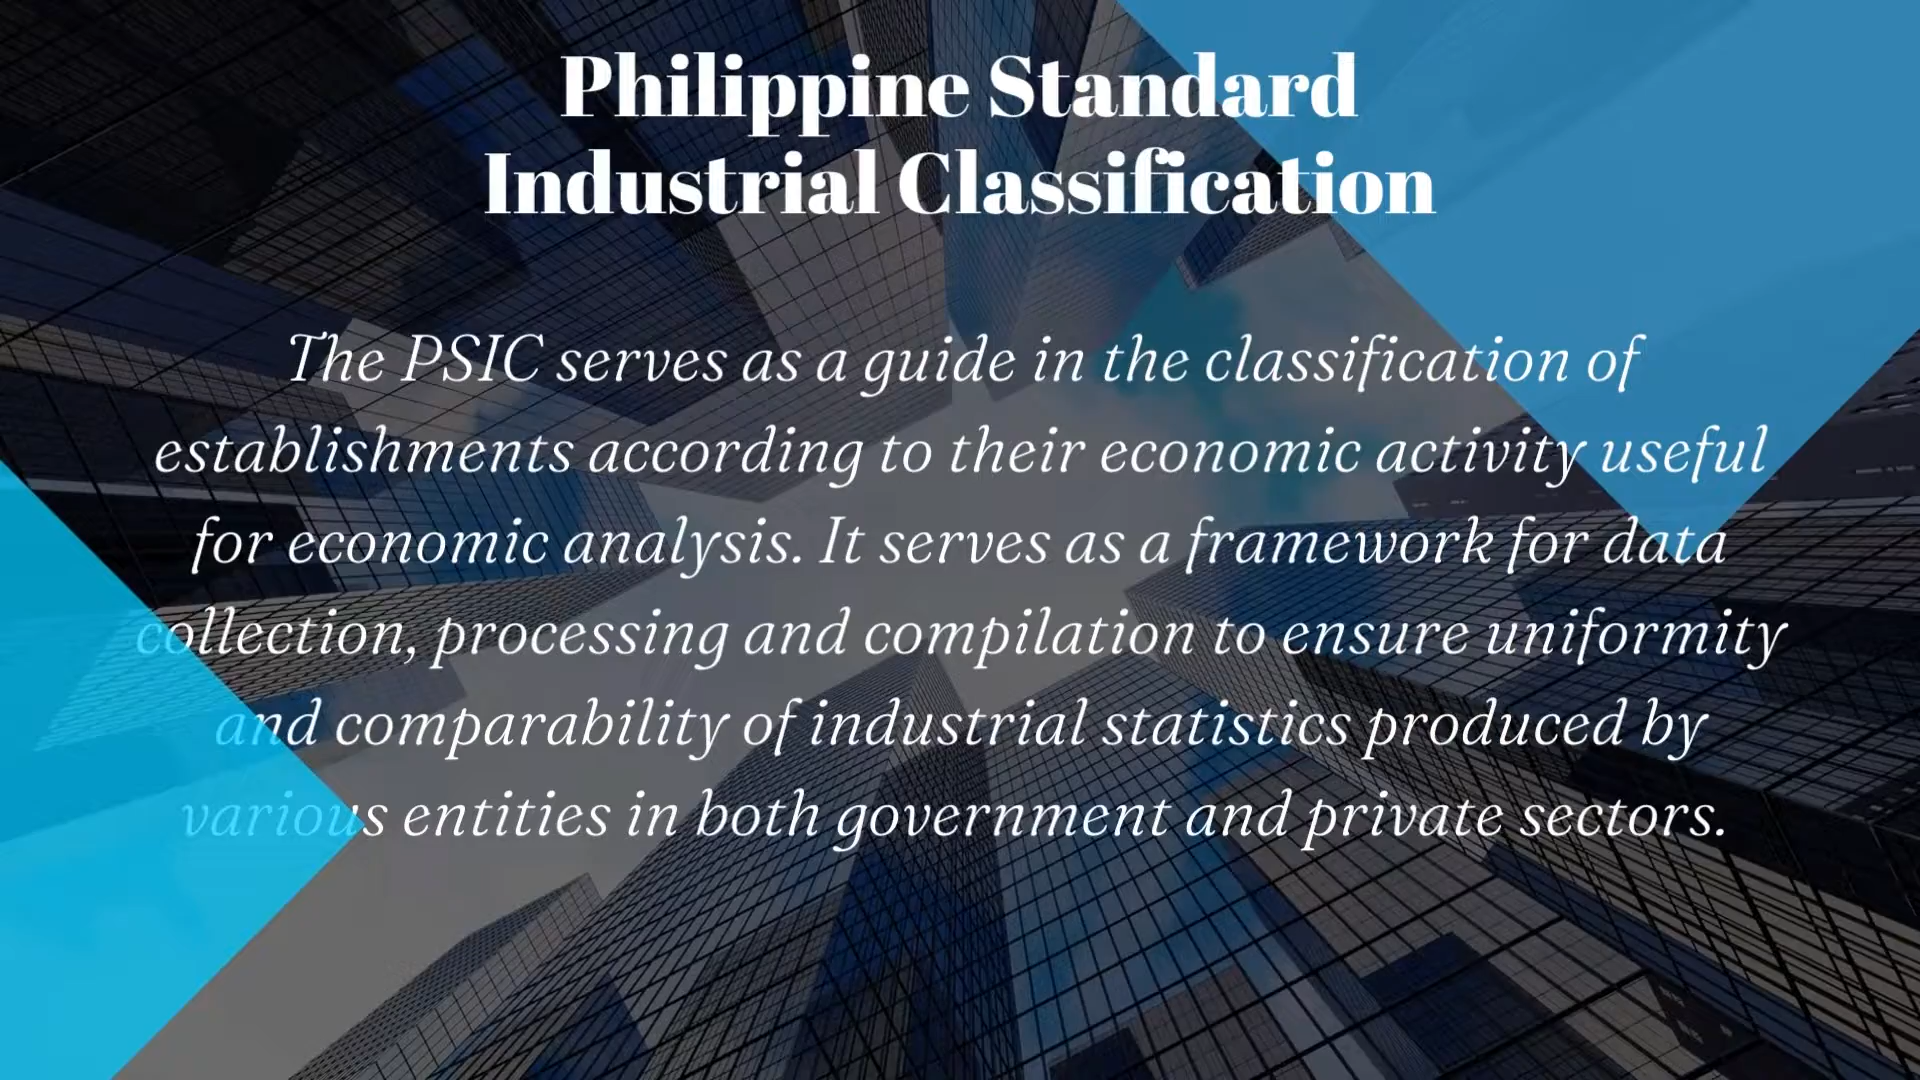 Philippine Standard
Industrial Classification
The PSIC serves as a guide in the classification of
establishments according to their economic activity useful
for economic analysis. It serves as a framework for data
collection, processing and compilation to ensure uniformity
and comparability of industrial statistics produced by
various entities in both government and private sectors.